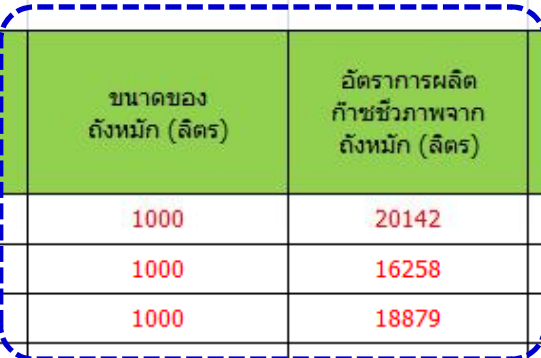 ขนาดของ
ถังหมัก (ลิตร)
อัตราการผลิต
ก๊าซชีวภาพจาก
ถังหมัก (ลิตร)
1000 20142
1000 16258
1000 18879